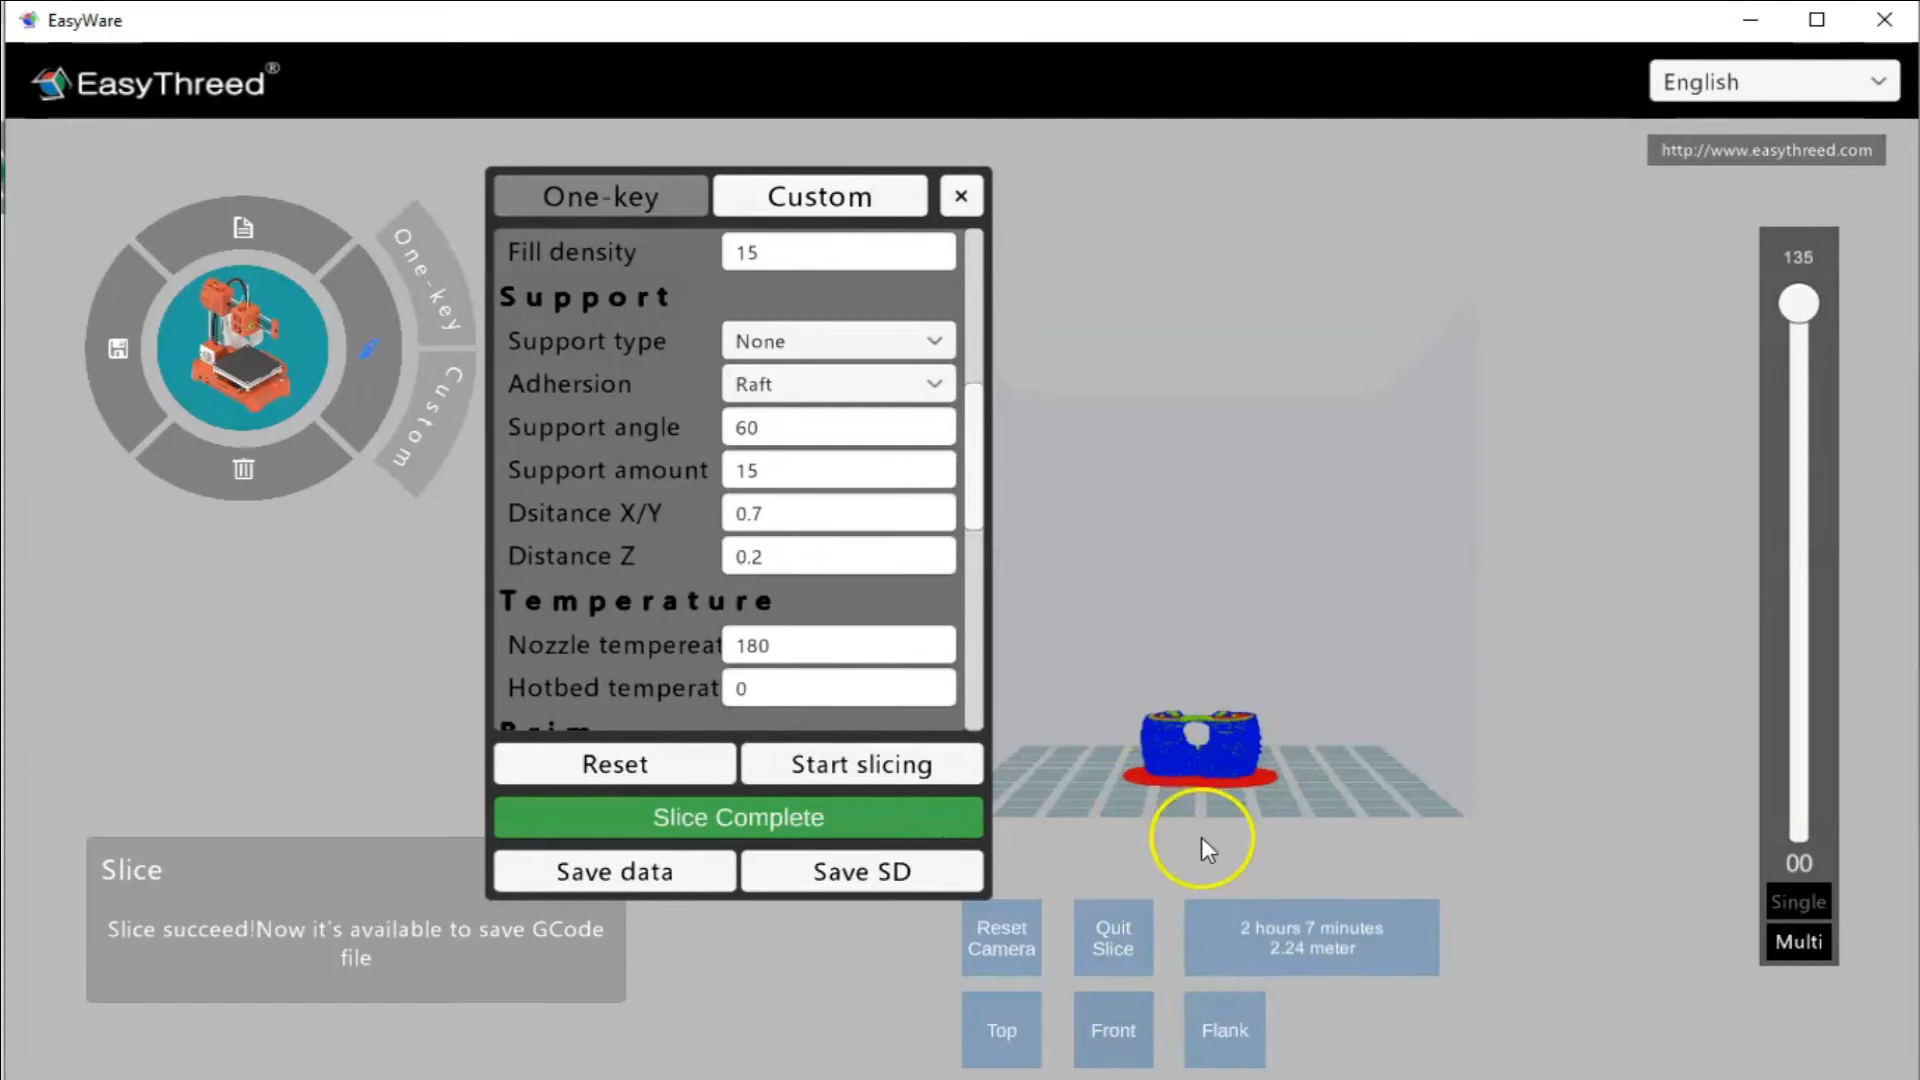 EasyWare
EasyThreed®
English
http://www.easythreed.com
One-key
Custom
One-key
Custom
×
Fill density 15
Support
Support type None
Adhersion Raft
Support angle 60
Support amount 15
Dsitance X/Y 0.7
Distance Z 0.2
Temperature
Nozzle tempereat 180
Hotbed temperat 0
Brim
Reset
Start slicing
Slice Complete
Save data
Save SD
Slice
Slice succeed!Now it's available to save GCode
file
Reset
Camera
Quit
Slice
2 hours 7 minutes
2.24 meter
Top
Front
Flank
135
00
Single
Multi